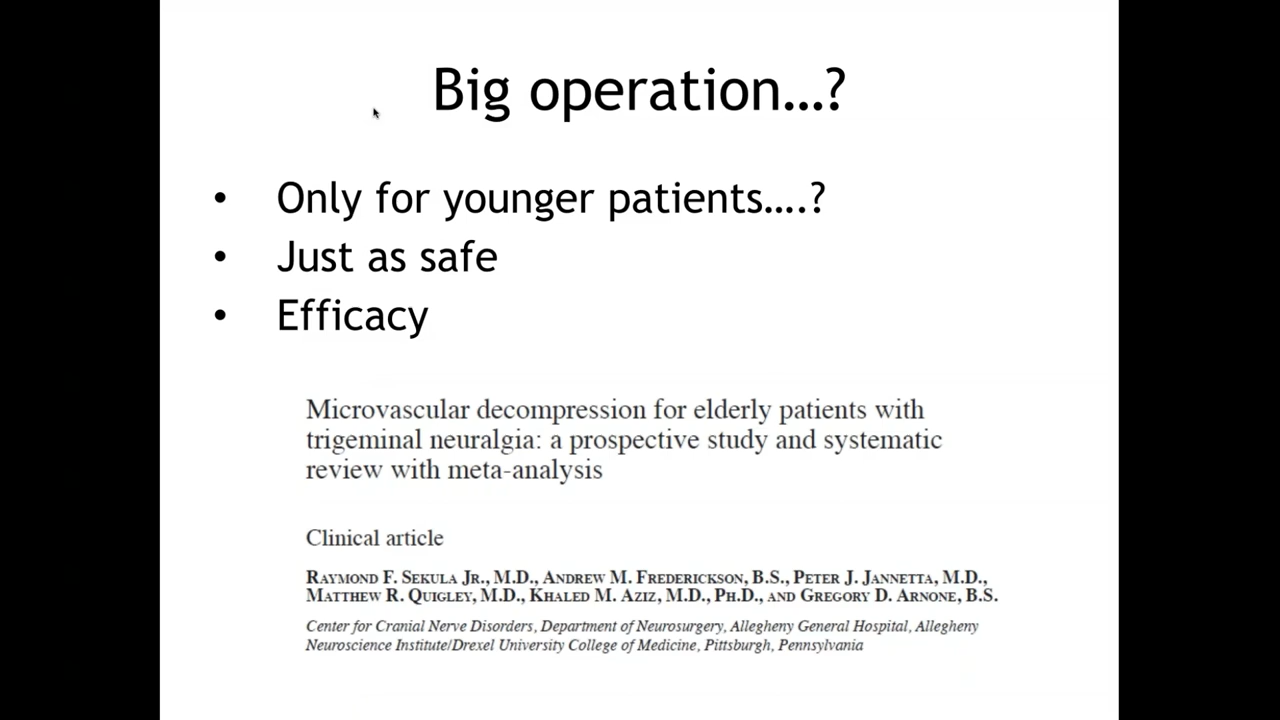 Big operation...?
• Only for younger patients....?
• Just as safe
• Efficacy
Microvascular decompression for elderly patients with
trigeminal neuralgia: a prospective study and systematic
review with meta-analysis
Clinical article
RAYMOND F. SEKULA JR., M.D., ANDREW M. FREDERICKSON, B.S., PETER J. JANNETTA, M.D.,
MATTHEW R. QUIGLEY, M.D., KHALED M. AZIZ, M.D., PH.D., AND GREGORY D. ARNONE, B.S.
Center for Cranial Nerve Disorders, Department of Neurosurgery, Allegheny General Hospital, Allegheny
Neuroscience Institute/Drexel University College of Medicine, Pittsburgh, Pennsylvania